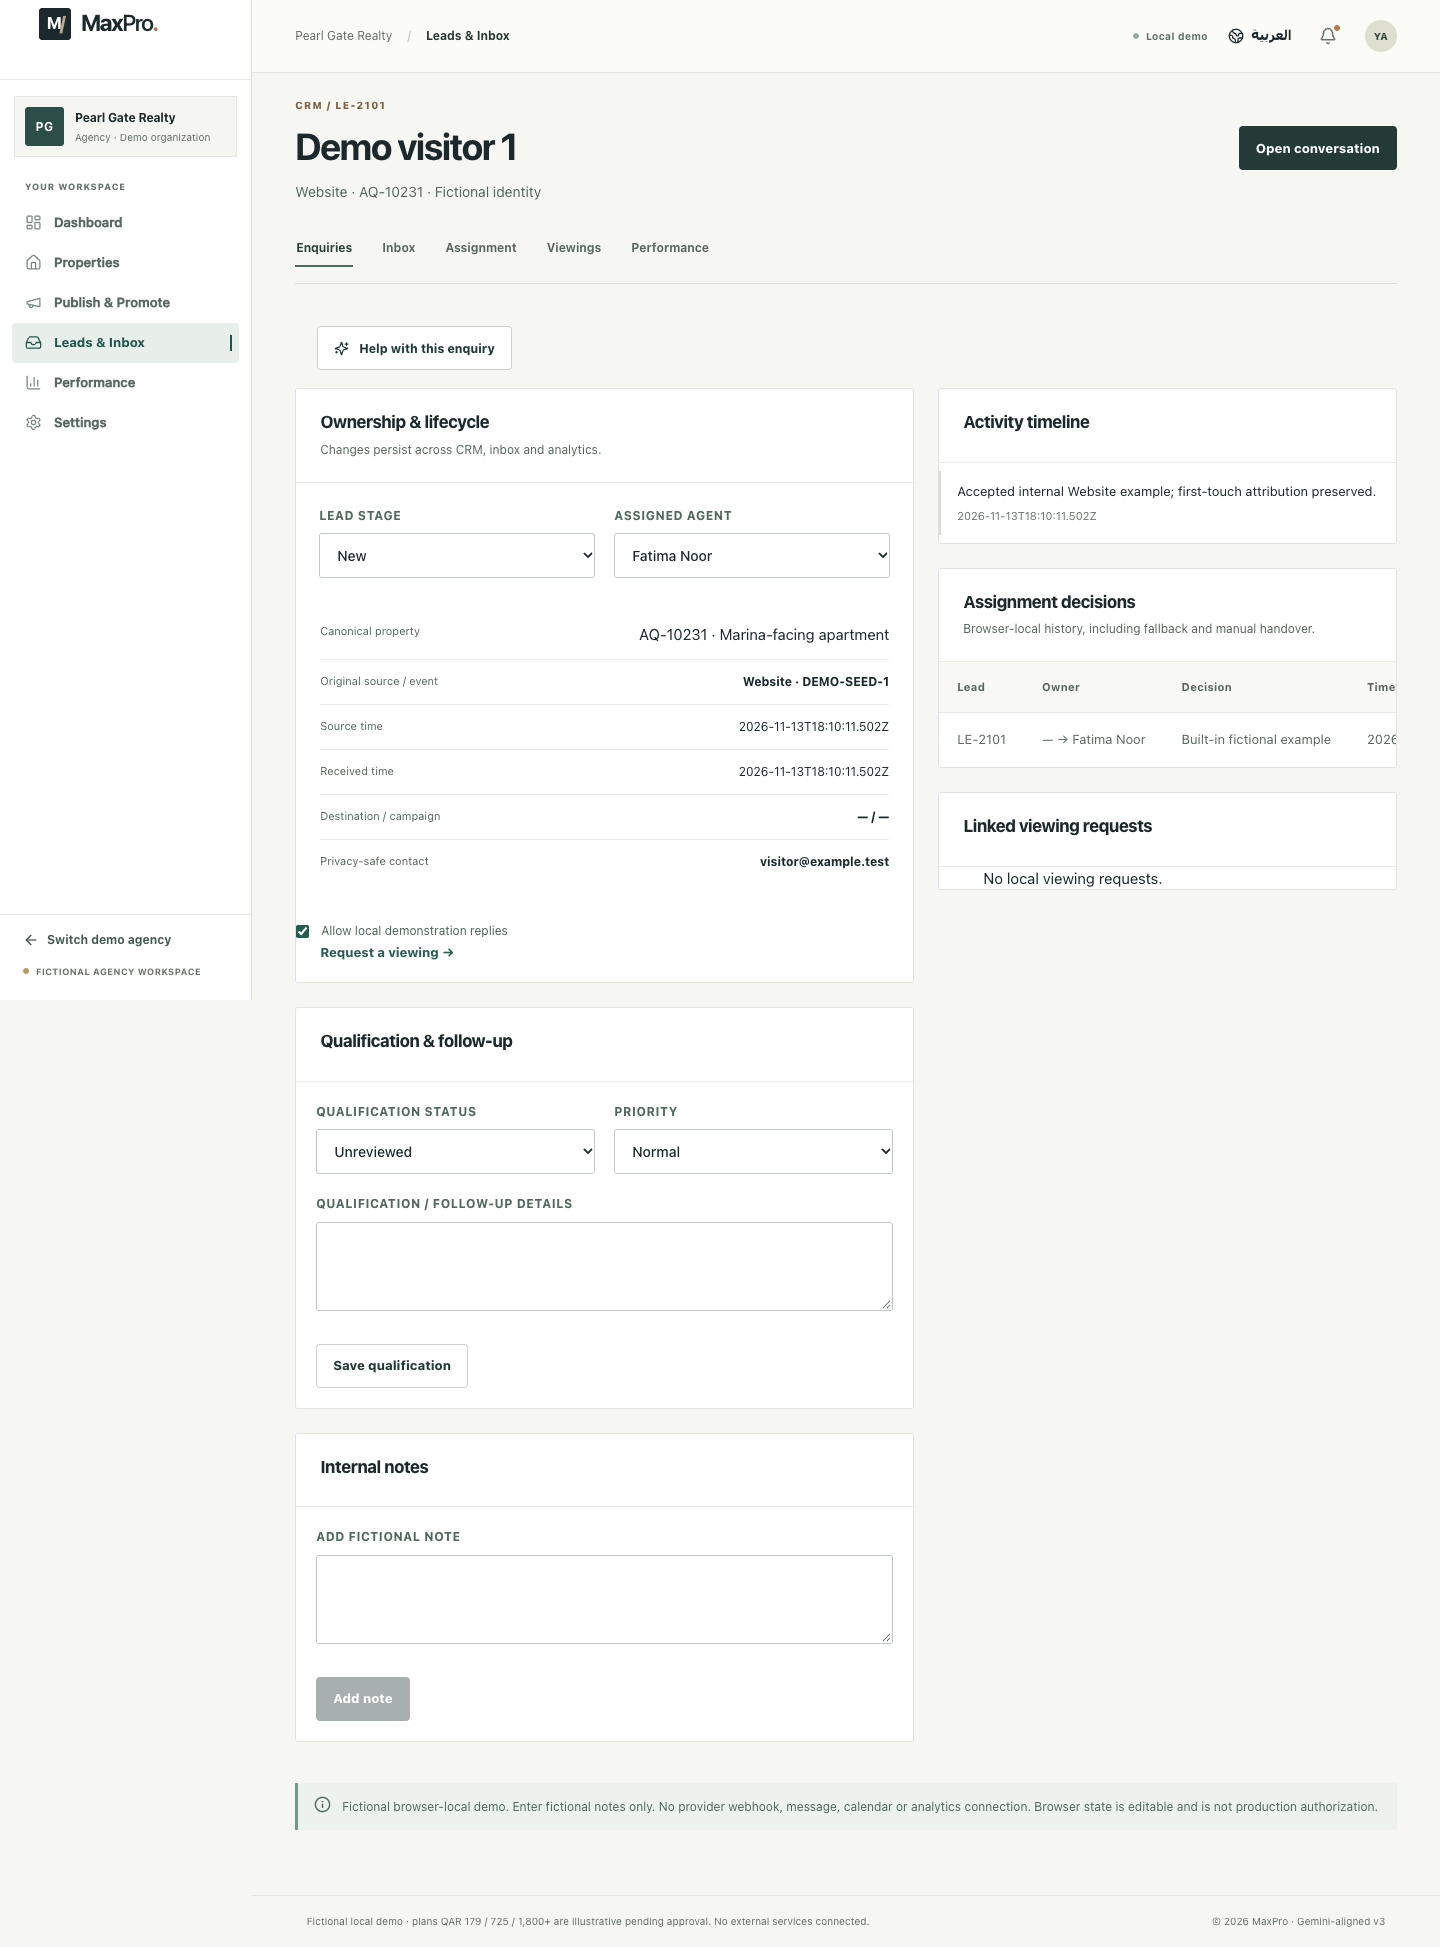 M/ MaxPro.
PG
Pearl Gate Realty
Agency · Demo organization
YOUR WORKSPACE
Dashboard
Properties
Publish & Promote
Leads & Inbox
Performance
Settings
Switch demo agency
FICTIONAL AGENCY WORKSPACE
Pearl Gate Realty / Leads & Inbox
Local demo
العربية
YA
CRM / LE-2101
Demo visitor 1
Website · AQ-10231 · Fictional identity
Open conversation
Enquiries Inbox Assignment Viewings Performance
Help with this enquiry
Ownership & lifecycle
Changes persist across CRM, inbox and analytics.
LEAD STAGE ASSIGNED AGENT
New Fatima Noor
Canonical property AQ-10231 · Marina-facing apartment
Original source / event Website · DEMO-SEED-1
Source time 2026-11-13T18:10:11.502Z
Received time 2026-11-13T18:10:11.502Z
Destination / campaign — / —
Privacy-safe contact visitor@example.test
Allow local demonstration replies
Request a viewing →
Qualification & follow-up
QUALIFICATION STATUS PRIORITY
Unreviewed Normal
QUALIFICATION / FOLLOW-UP DETAILS
Save qualification
Internal notes
ADD FICTIONAL NOTE
Add note
Activity timeline
Accepted internal Website example; first-touch attribution preserved.
2026-11-13T18:10:11.502Z
Assignment decisions
Browser-local history, including fallback and manual handover.
Lead Owner Decision Time
LE-2101 — → Fatima Noor Built-in fictional example 2026
Linked viewing requests
No local viewing requests.
Fictional browser-local demo. Enter fictional notes only. No provider webhook, message, calendar or analytics connection. Browser state is editable and is not production authorization.
Fictional local demo · plans QAR 179 / 725 / 1,800+ are illustrative pending approval. No external services connected.
© 2026 MaxPro · Gemini-aligned v3